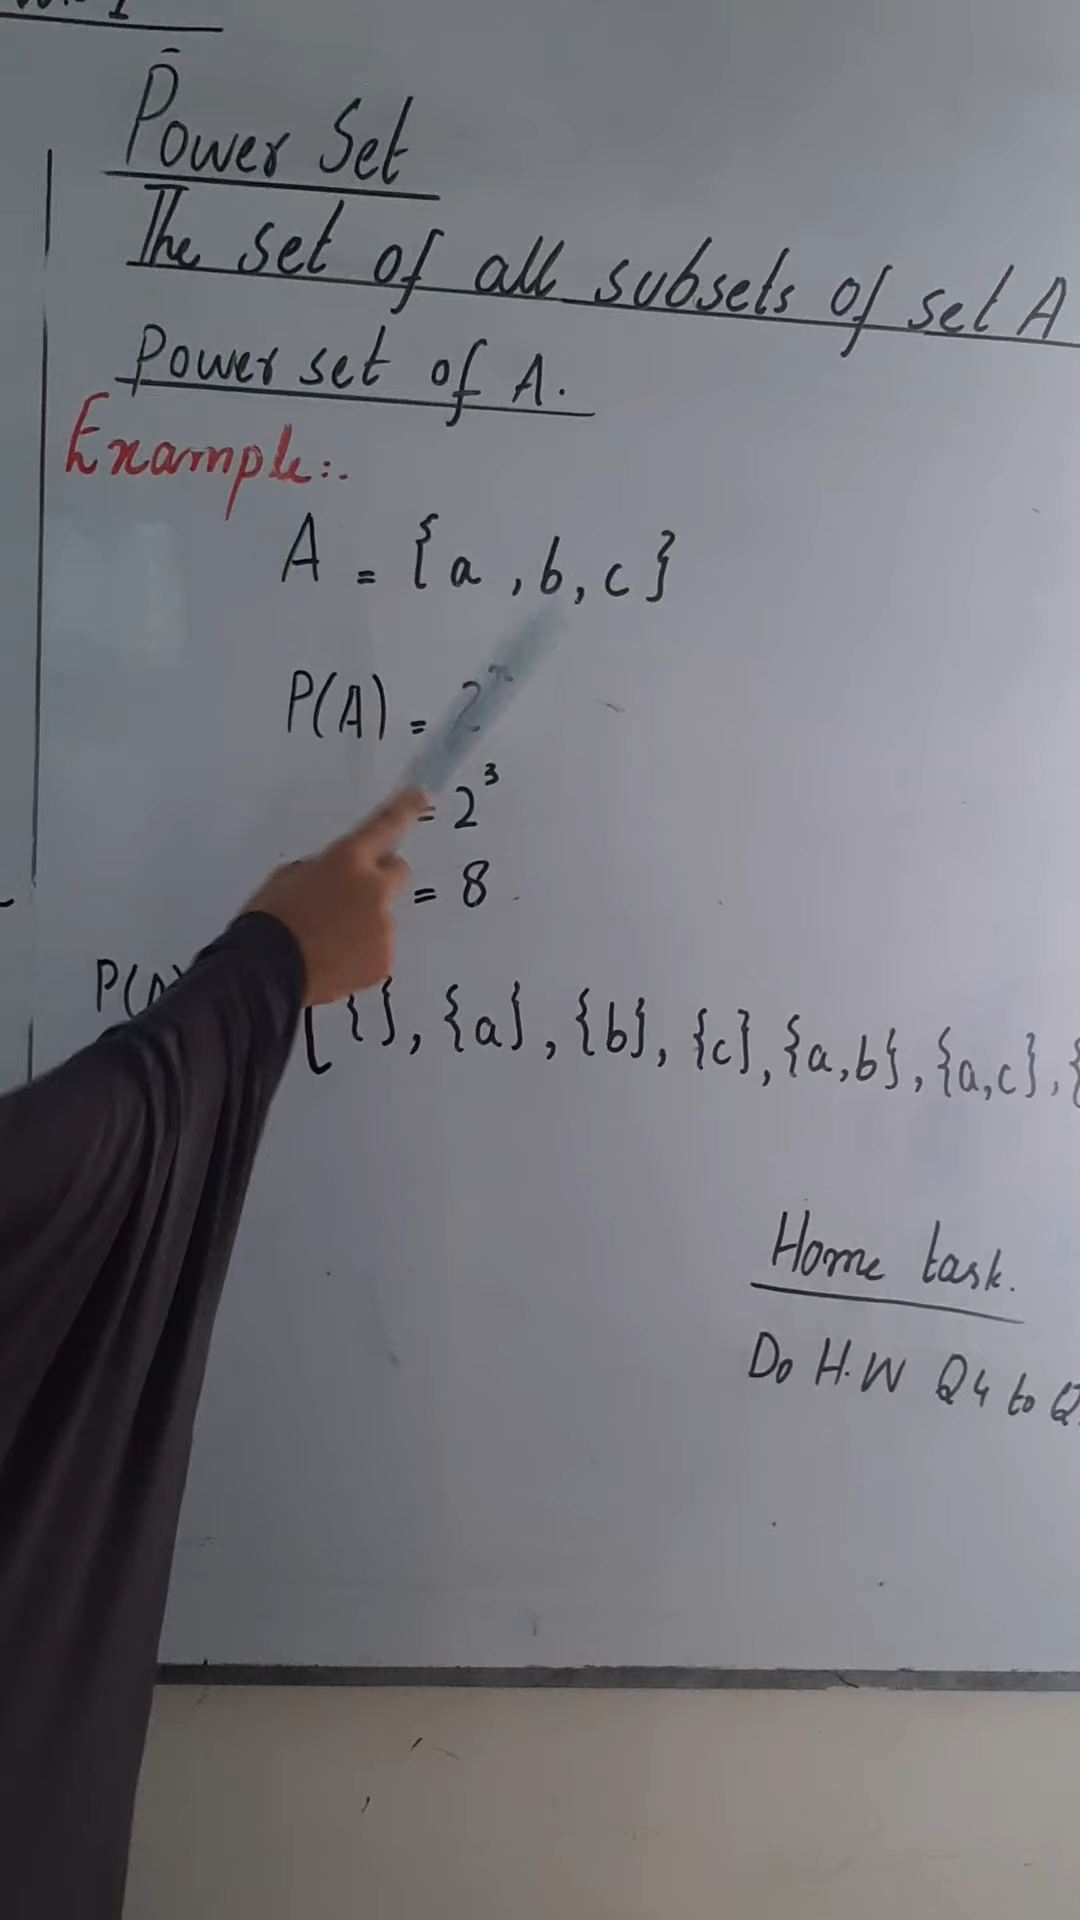 Power Set
The set of all subsets of set A
Power set of A.
Example:.
A = {a , b, c}
P(A) = 2ⁿ
= 2³
= 8
P(A) [ { }, {a}, {b}, {c}, {a,b}, {a,c}, {
Home task.
Do H.W Q4 to Q